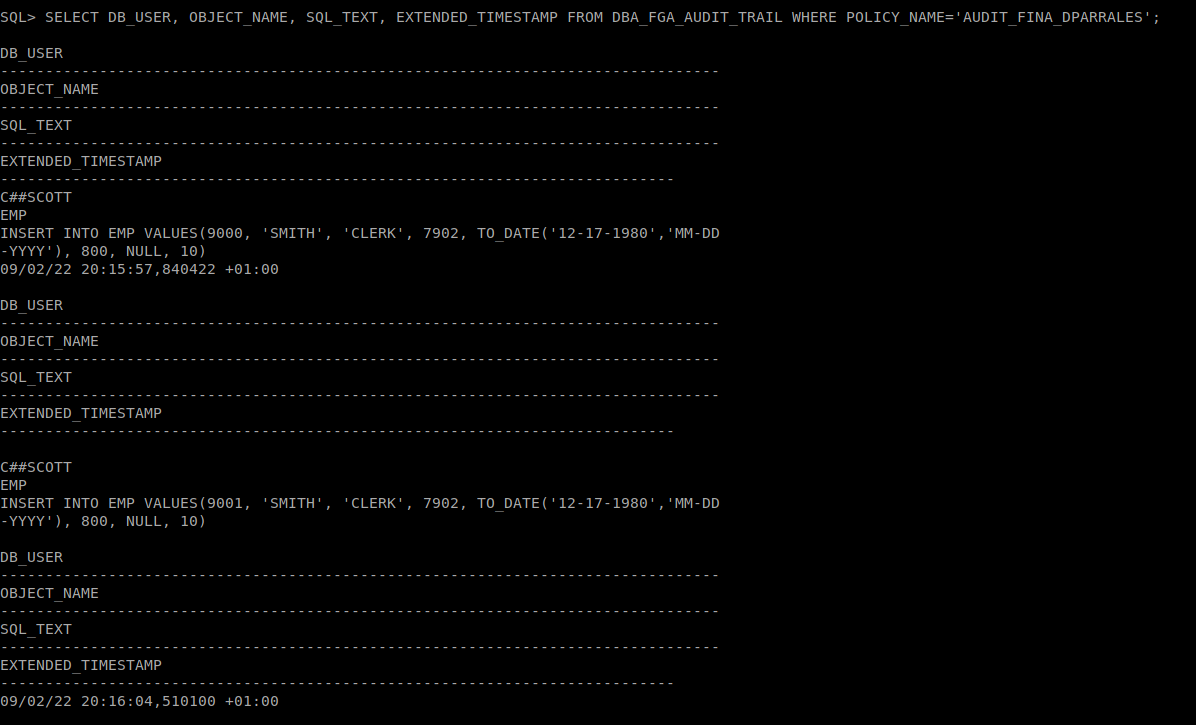 SQL> SELECT DB_USER, OBJECT_NAME, SQL_TEXT, EXTENDED_TIMESTAMP FROM DBA_FGA_AUDIT_TRAIL WHERE POLICY_NAME='AUDIT_FINA_DPARRALES';
DB_USER
--------------------------------------------------------------------------------
OBJECT_NAME
--------------------------------------------------------------------------------
SQL_TEXT
--------------------------------------------------------------------------------
EXTENDED_TIMESTAMP
---------------------------------------------------------------------------
C##SCOTT
EMP
INSERT INTO EMP VALUES(9000, 'SMITH', 'CLERK', 7902, TO_DATE('12-17-1980','MM-DD
-YYYY'), 800, NULL, 10)
09/02/22 20:15:57,840422 +01:00
DB_USER
--------------------------------------------------------------------------------
OBJECT_NAME
--------------------------------------------------------------------------------
SQL_TEXT
--------------------------------------------------------------------------------
EXTENDED_TIMESTAMP
---------------------------------------------------------------------------
C##SCOTT
EMP
INSERT INTO EMP VALUES(9001, 'SMITH', 'CLERK', 7902, TO_DATE('12-17-1980','MM-DD
-YYYY'), 800, NULL, 10)
DB_USER
--------------------------------------------------------------------------------
OBJECT_NAME
--------------------------------------------------------------------------------
SQL_TEXT
--------------------------------------------------------------------------------
EXTENDED_TIMESTAMP
---------------------------------------------------------------------------
09/02/22 20:16:04,510100 +01:00